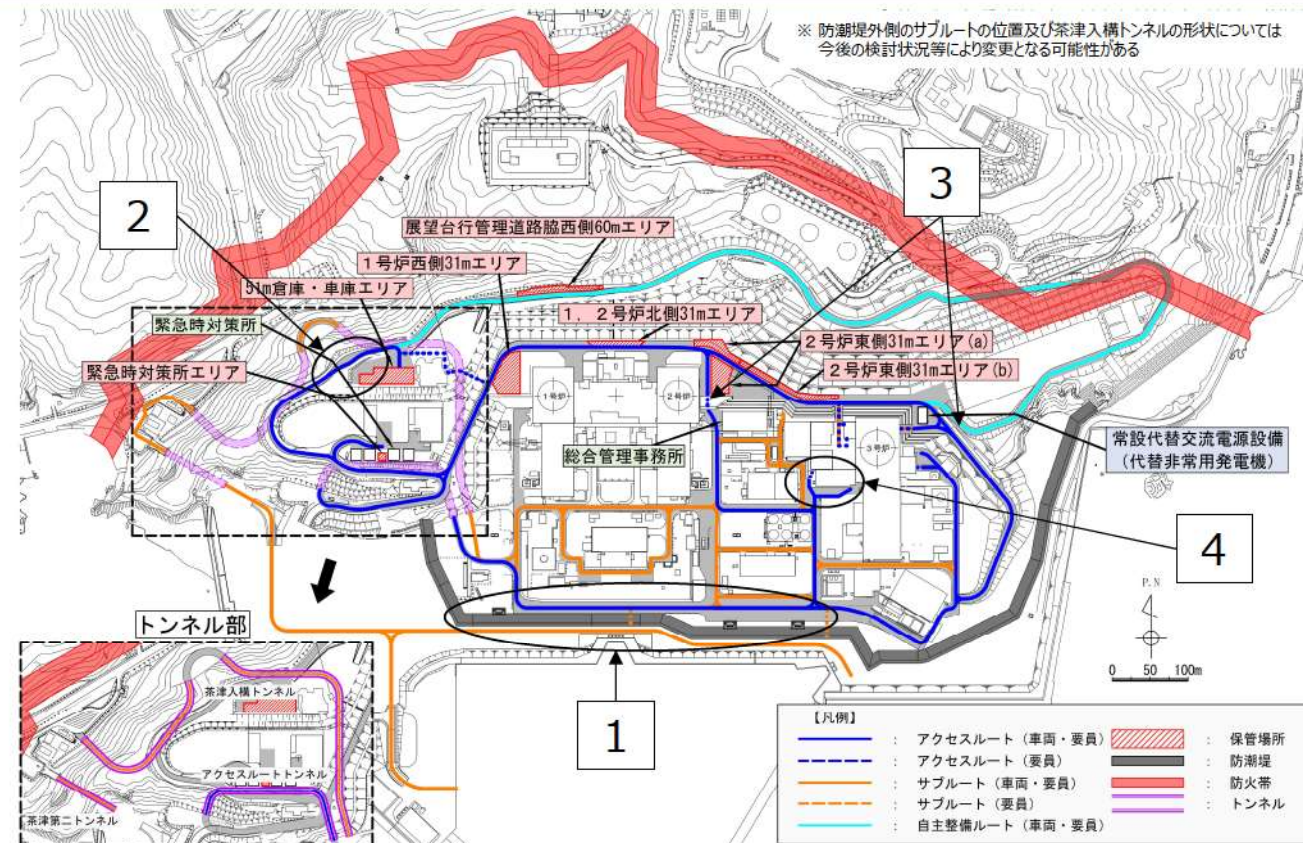 ※ 防潮堤外側のサブルートの位置及び茶津入構トンネルの形状については
今後の検討状況等により変更となる可能性がある
2
3
展望台行管理道路脇西側60mエリア
1号炉西側31mエリア
51m倉庫・車庫エリア
1，2号炉北側31mエリア
緊急時対策所
2号炉東側31mエリア(a)
緊急時対策所エリア
2号炉東側31mエリア(b)
1号炉
2号炉
3号炉
総合管理事務所
常設代替交流電源設備
(代替非常用発電機)
4
P.N
0 50 100m
1
トンネル部
茶津入構トンネル
アクセスルートトンネル
茶津第二トンネル
【凡例】
： アクセスルート（車両・要員）
： アクセスルート（要員）
： サブルート（車両・要員）
： サブルート（要員）
： 自主整備ルート（車両・要員）
： 保管場所
： 防潮堤
： 防火帯
： トンネル